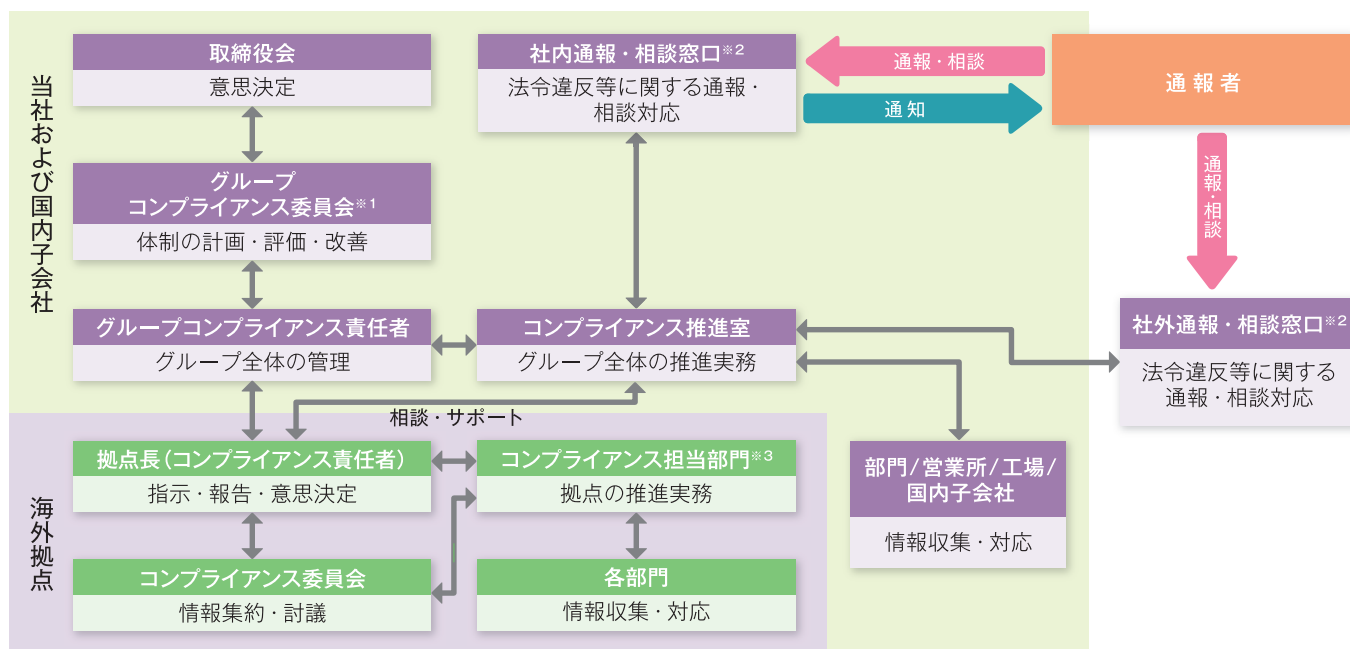 当社および国内子会社
取締役会
意思決定
グループ
コンプライアンス委員会※1
体制の計画・評価・改善
グループコンプライアンス責任者
グループ全体の管理
社内通報・相談窓口※2
法令違反等に関する通報・
相談対応
通報・相談
通知
通報者
通報・相談
コンプライアンス推進室
グループ全体の推進実務
社外通報・相談窓口※2
法令違反等に関する
通報・相談対応
相談・サポート
海外拠点
拠点長(コンプライアンス責任者)
指示・報告・意思決定
コンプライアンス担当部門※3
拠点の推進実務
コンプライアンス委員会
情報集約・討議
各部門
情報収集・対応
部門/営業所/工場/
国内子会社
情報収集・対応